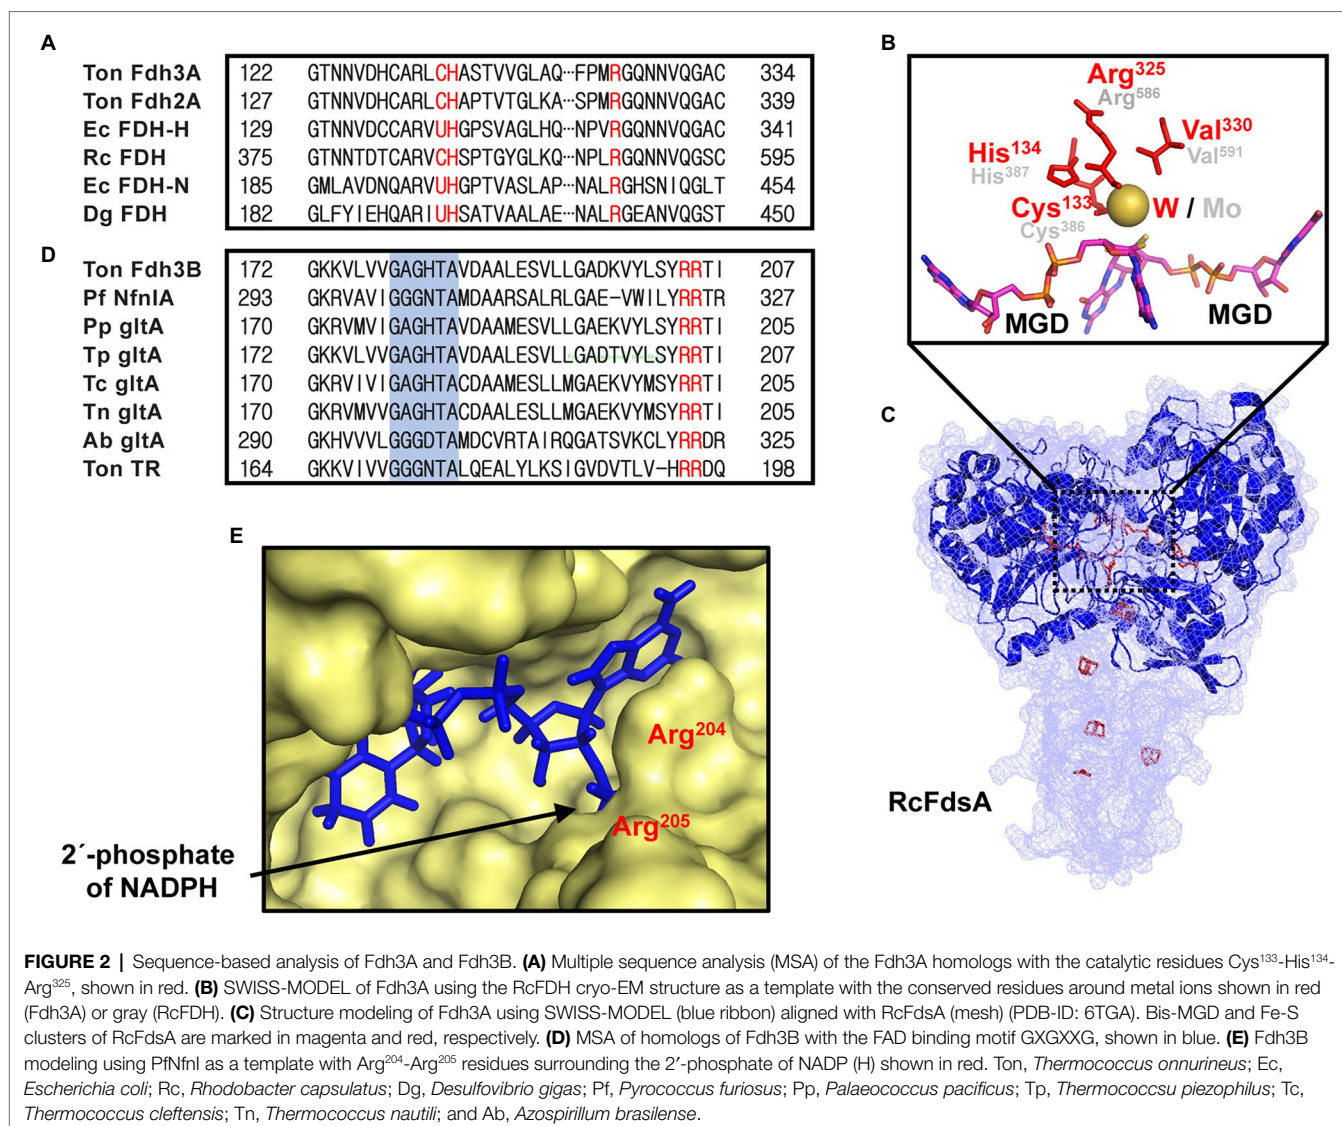 A
Ton Fdh3A 122 GTNNVDHCARLCHASTVVGLAQ···FPMRGQNNVQGAC 334
Ton Fdh2A 127 GTNNVDHCARLCHAPTVTGLKA···SPMRGQNNVQGAC 339
Ec FDH-H 129 GTNNVDCCARVUHGPSVAGLHQ···NPVRGQNNVQGAC 341
Rc FDH 375 GTNNTDTCARVCHSPTGYGLKQ···NPLRGQNNVQGSC 595
Ec FDH-N 185 GMLAVDNQARVUHGPTVASLAP···NALRGHSNIQGLT 454
Dg FDH 182 GLFYIEHQARIUHSATVAALAE···NALRGEANVQGST 450
B
Arg325
Arg586
Val330
Val591
His134
His387
Cys133
Cys386
W / Mo
MGD
MGD
D
Ton Fdh3B 172 GKKVLVVGAGHTAVDAALESVLLGADKVYLSYRRTI 207
Pf NfnIA 293 GKRVAVIGGGNTAMDAARSALRLGAE-VWILYRRTR 327
Pp gltA 170 GKRVMVIGAGHTAVDAAMESVLLGAEKVYLSYRRTI 205
Tp gltA 172 GKKVLVVGAGHTAVDAALESVLLGADTVYLSYRRTI 207
Tc gltA 170 GKRVIVIGAGHTACDAAMESLLMGAEKVYMSYRRTI 205
Tn gltA 170 GKRVMVVGAGHTACDAALESLLMGAEKVYMSYRRTI 205
Ab gltA 290 GKHVVVLGGGDTAMDCVRTAIRQGATSVKCLYRRDR 325
Ton TR 164 GKKVIVVGGGNTALQEALYLKSIGVDVTLV-HRRDQ 198
C
RcFdsA
E
Arg204
Arg205
2´-phosphate
of NADPH
FIGURE 2 | Sequence-based analysis of Fdh3A and Fdh3B. (A) Multiple sequence analysis (MSA) of the Fdh3A homologs with the catalytic residues Cys133-His134-
Arg325, shown in red. (B) SWISS-MODEL of Fdh3A using the RcFDH cryo-EM structure as a template with the conserved residues around metal ions shown in red
(Fdh3A) or gray (RcFDH). (C) Structure modeling of Fdh3A using SWISS-MODEL (blue ribbon) aligned with RcFdsA (mesh) (PDB-ID: 6TGA). Bis-MGD and Fe-S
clusters of RcFdsA are marked in magenta and red, respectively. (D) MSA of homologs of Fdh3B with the FAD binding motif GXGXXG, shown in blue. (E) Fdh3B
modeling using PfNfnI as a template with Arg204-Arg205 residues surrounding the 2′-phosphate of NADP (H) shown in red. Ton, Thermococcus onnurineus; Ec,
Escherichia coli; Rc, Rhodobacter capsulatus; Dg, Desulfovibrio gigas; Pf, Pyrococcus furiosus; Pp, Palaeococcus pacificus; Tp, Thermococcsu piezophilus; Tc,
Thermococcus cleftensis; Tn, Thermococcus nautili; and Ab, Azospirillum brasilense.